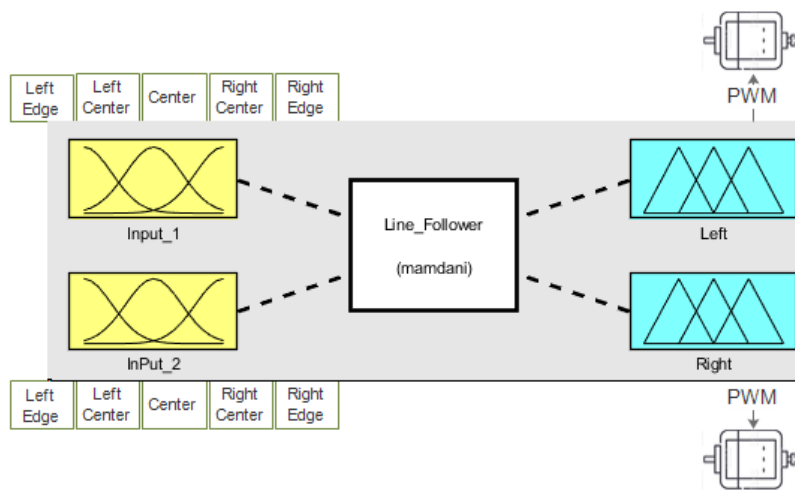 PWM
Left
Edge
Left
Center
Center
Right
Center
Right
Edge
Input_1
Line_Follower
(mamdani)
Left
InPut_2
Right
Left
Edge
Left
Center
Center
Right
Center
Right
Edge
PWM